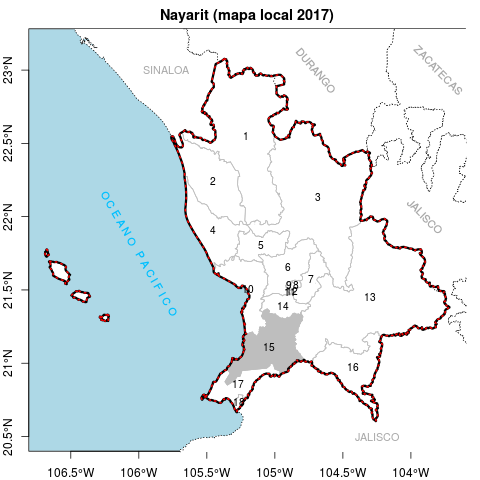 Nayarit (mapa local 2017)
SINALOA
DURANGO
ZACATECAS
JALISCO
OCEANO PACIFICO
1
2
3
4
5
6
7
9
8
12
10
13
14
15
16
17
18
JALISCO
23°N
22.5°N
22°N
21.5°N
21°N
20.5°N
106.5°W
106°W
105.5°W
105°W
104.5°W
104°W